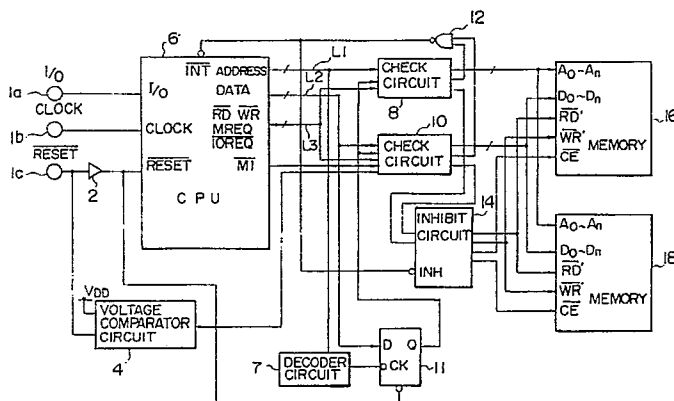 6
12
I/O
1a
I/O
CLOCK
1b
CLOCK
RESET
1c
2
RESET
INT ADDRESS
DATA
RD WR
MREQ
IOREQ
M1
C P U
L1
L2
L3
CHECK
CIRCUIT
8
10
CHECK
CIRCUIT
14
INHIBIT
CIRCUIT
INH
A0~An
D0~Dn
RD'
WR'
CE
MEMORY
16
A0~An
D0~Dn
RD'
WR'
CE
MEMORY
18
VDD
VOLTAGE
COMPARATOR
CIRCUIT
4
7
DECODER
CIRCUIT
D Q
CK
11